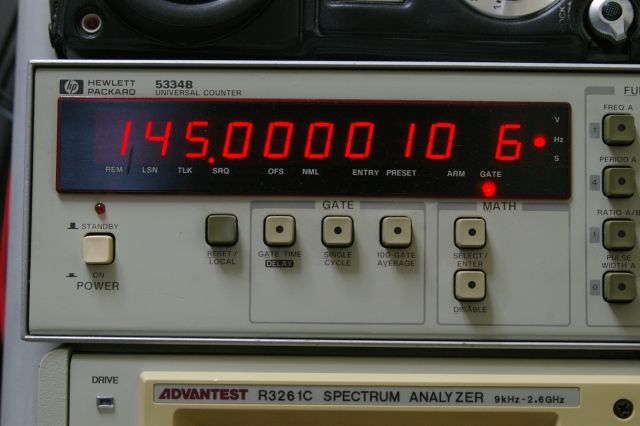 hp HEWLETT PACKARD 5334B UNIVERSAL COUNTER
145.000010 6
V
Hz
S
REM LSN TLK SRQ OFS NML ENTRY PRESET ARM GATE
STANDBY
ON
POWER
RESET/ LOCAL
GATE
GATE TIME
DELAY
SINGLE CYCLE
100-GATE AVERAGE
MATH
SELECT/ ENTER
DISABLE
FU
FREQ A
7
PERIOD A
4
RATIO A/B
1
PULSE WIDTH A
0
DRIVE
ADVANTEST R3261C SPECTRUM ANALYZER 9kHz-2.6GHz